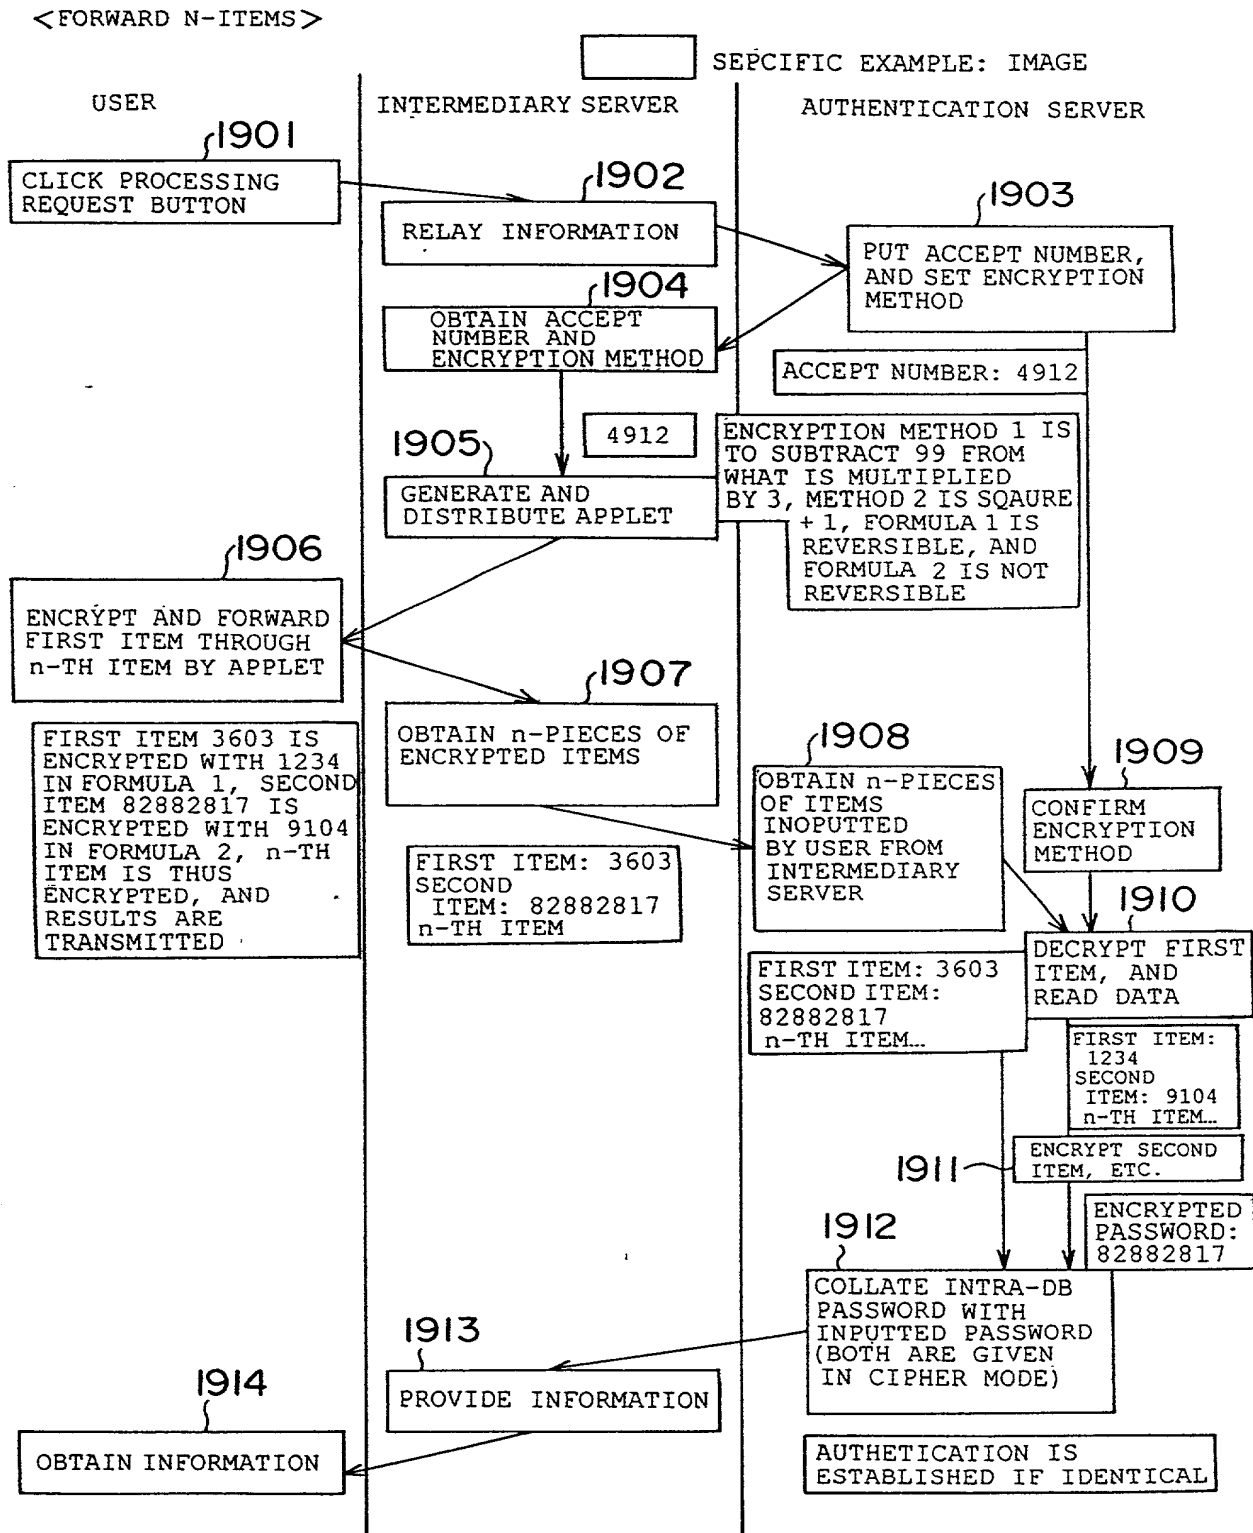 <FORWARD N-ITEMS>
SEPCIFIC EXAMPLE: IMAGE
USER
INTERMEDIARY SERVER
AUTHENTICATION SERVER
1901
CLICK PROCESSING
REQUEST BUTTON
1902
RELAY INFORMATION
1903
PUT ACCEPT NUMBER,
AND SET ENCRYPTION
METHOD
1904
OBTAIN ACCEPT
NUMBER AND
ENCRYPTION METHOD
ACCEPT NUMBER: 4912
4912
ENCRYPTION METHOD 1 IS
TO SUBTRACT 99 FROM
WHAT IS MULTIPLIED
BY 3, METHOD 2 IS SQAURE
+ 1, FORMULA 1 IS
REVERSIBLE, AND
FORMULA 2 IS NOT
REVERSIBLE
1905
GENERATE AND
DISTRIBUTE APPLET
1906
ENCRYPT AND FORWARD
FIRST ITEM THROUGH
n-TH ITEM BY APPLET
FIRST ITEM 3603 IS
ENCRYPTED WITH 1234
IN FORMULA 1, SECOND
ITEM 82882817 IS
ENCRYPTED WITH 9104
IN FORMULA 2, n-TH
ITEM IS THUS
ENCRYPTED, AND
RESULTS ARE
TRANSMITTED
1907
OBTAIN n-PIECES OF
ENCRYPTED ITEMS
FIRST ITEM: 3603
SECOND
ITEM: 82882817
n-TH ITEM
1908
OBTAIN n-PIECES
OF ITEMS
INOPUTTED
BY USER FROM
INTERMEDIARY
SERVER
1909
CONFIRM
ENCRYPTION
METHOD
FIRST ITEM: 3603
SECOND ITEM:
82882817
n-TH ITEM...
1910
DECRYPT FIRST
ITEM, AND
READ DATA
FIRST ITEM:
1234
SECOND
ITEM: 9104
n-TH ITEM...
1911
ENCRYPT SECOND
ITEM, ETC.
ENCRYPTED
PASSWORD:
82882817
1912
COLLATE INTRA-DB
PASSWORD WITH
INPUTTED PASSWORD
(BOTH ARE GIVEN
IN CIPHER MODE)
1913
PROVIDE INFORMATION
1914
OBTAIN INFORMATION
AUTHETICATION IS
ESTABLISHED IF IDENTICAL